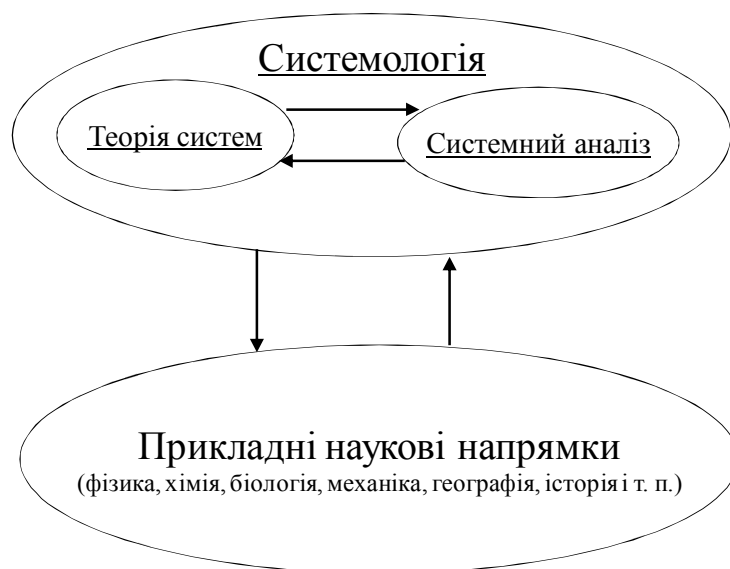 Системологія
Теорія систем
Системний аналіз
Прикладні наукові напрямки
(фізика, хімія, біологія, механіка, географія, історія і т. п.)